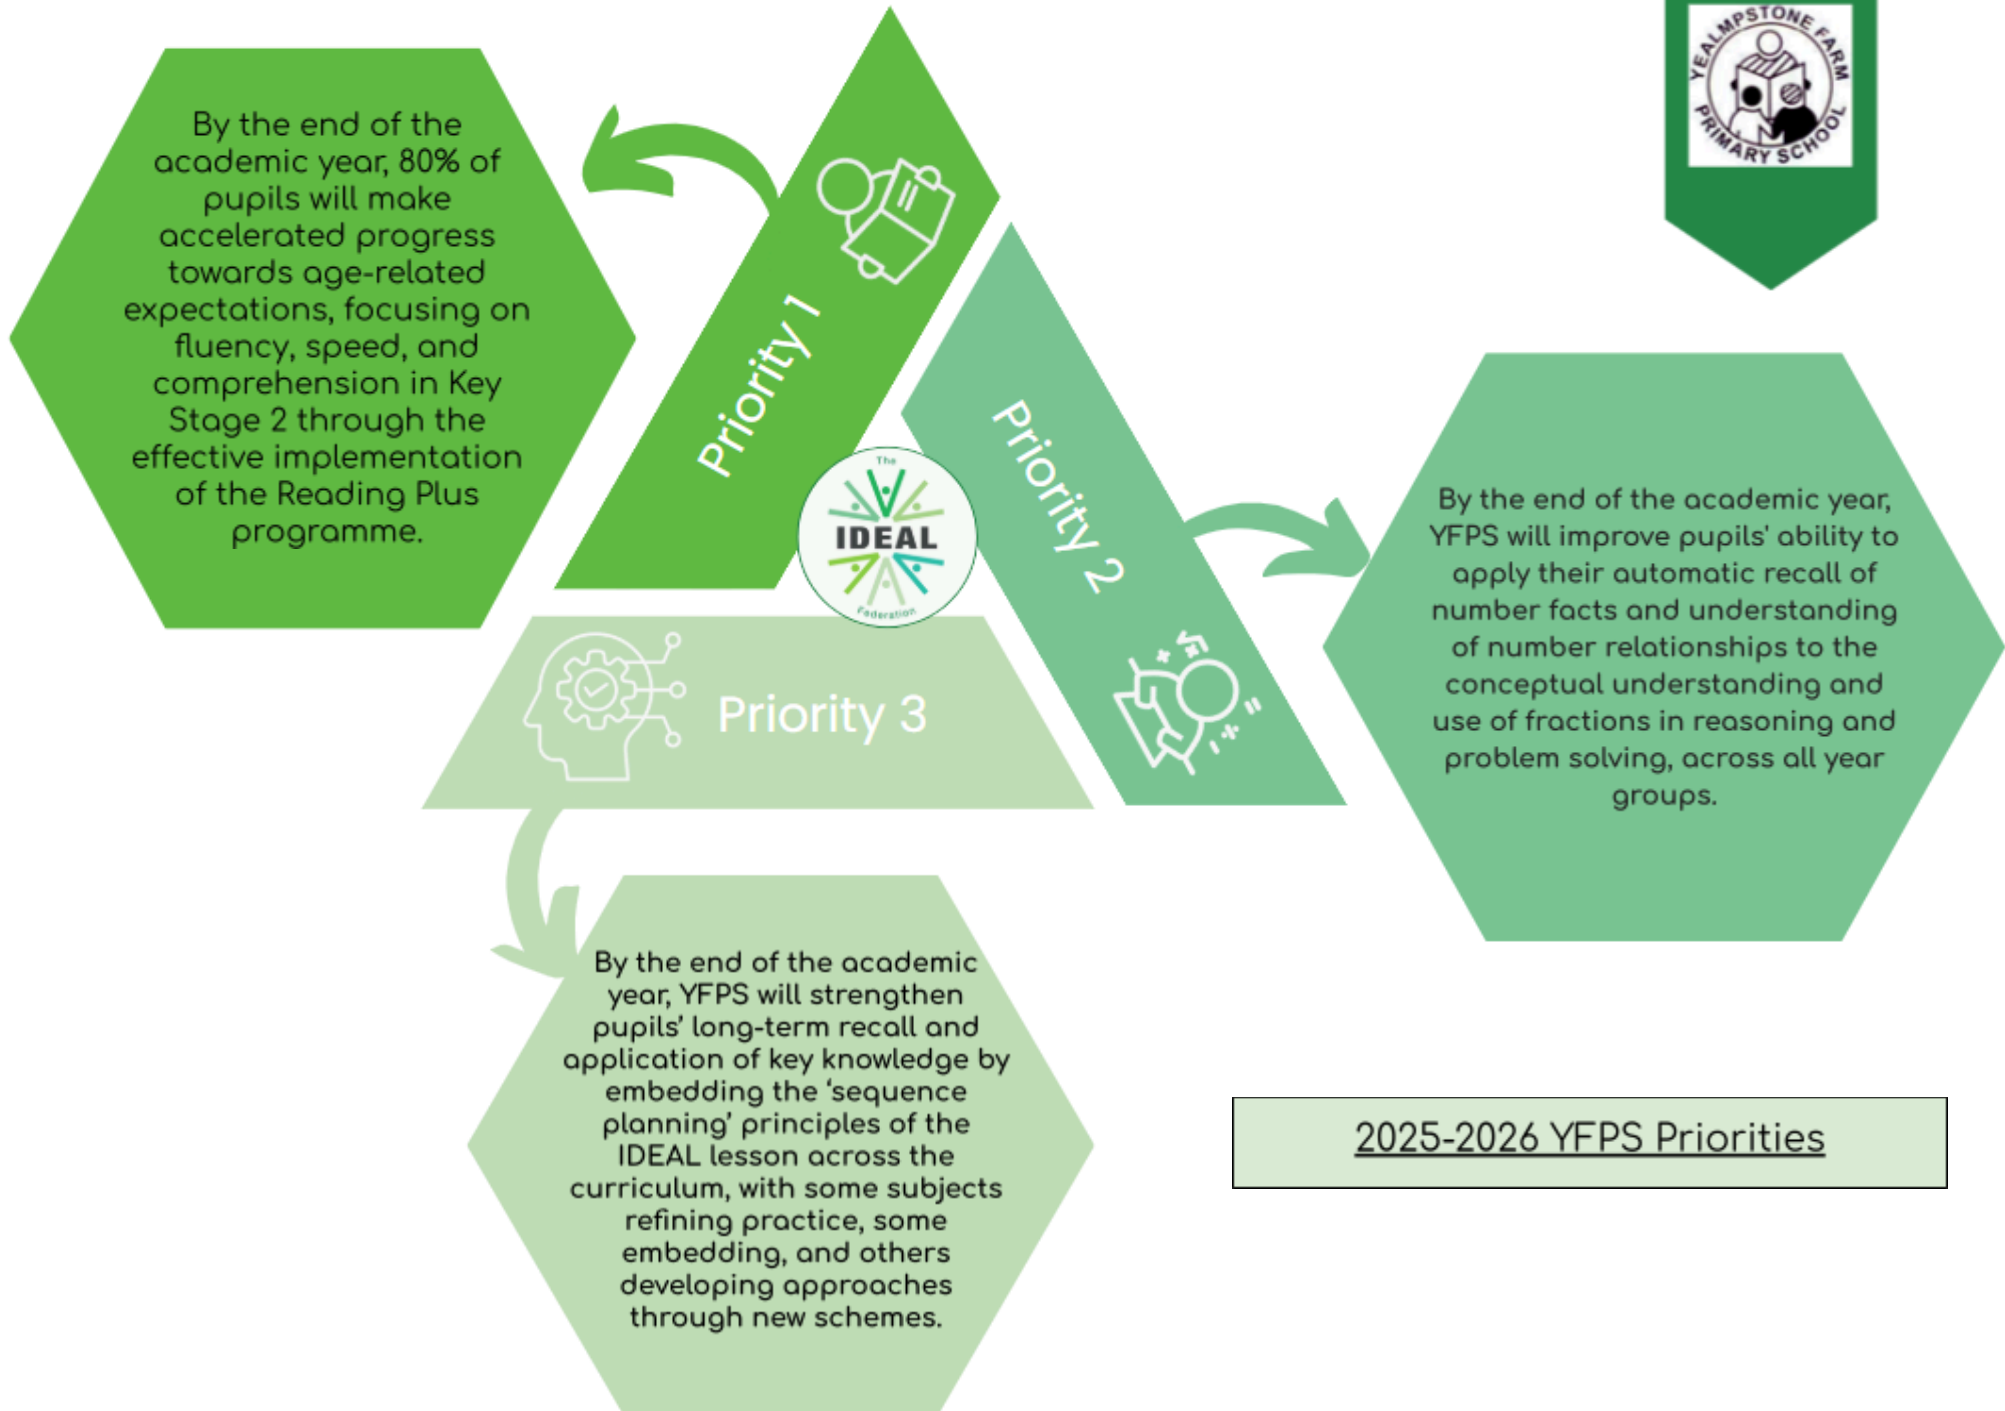 YEALMPSTONE FARM
PRIMARY SCHOOL
By the end of the
academic year, 80% of
pupils will make
accelerated progress
towards age-related
expectations, focusing on
fluency, speed, and
comprehension in Key
Stage 2 through the
effective implementation
of the Reading Plus
programme.
Priority 1
The
IDEAL
Federation
Priority 2
By the end of the academic year,
YFPS will improve pupils' ability to
apply their automatic recall of
number facts and understanding
of number relationships to the
conceptual understanding and
use of fractions in reasoning and
problem solving, across all year
groups.
Priority 3
By the end of the academic
year, YFPS will strengthen
pupils' long-term recall and
application of key knowledge by
embedding the ‘sequence
planning’ principles of the
IDEAL lesson across the
curriculum, with some subjects
refining practice, some
embedding, and others
developing approaches
through new schemes.
2025-2026 YFPS Priorities